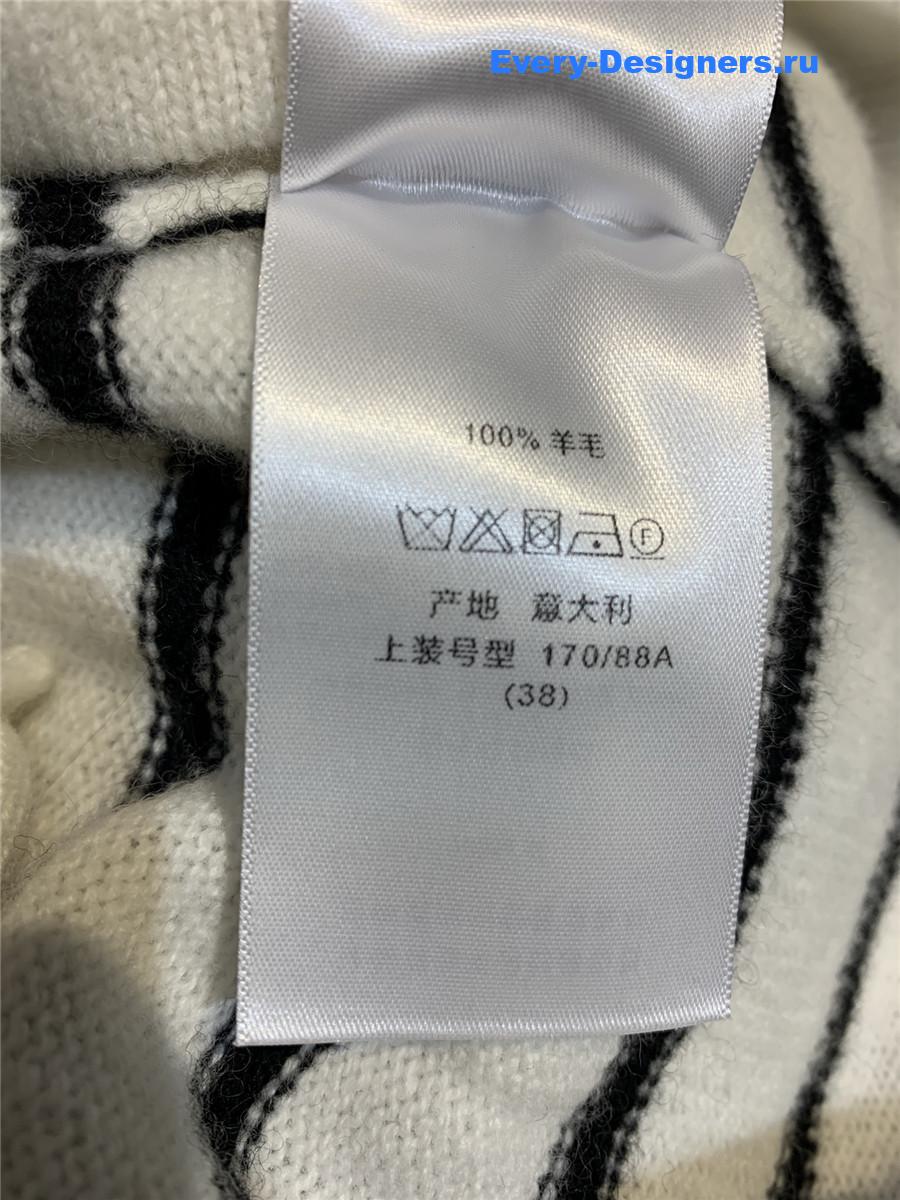 Every-Designers.ru
100% 羊毛
F
产地 意大利
上装号型 170/88A
(38)